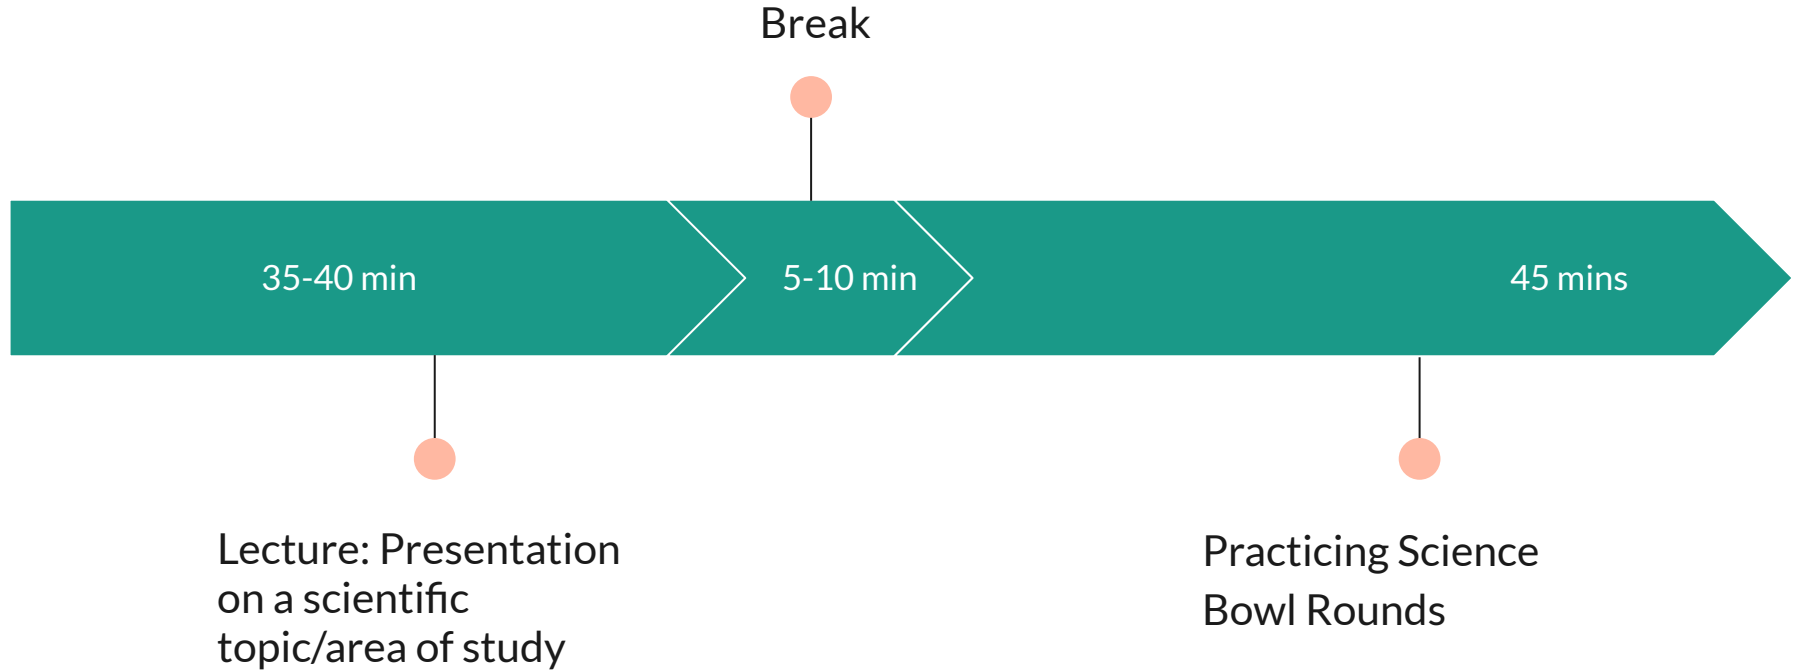 Break
35-40 min
5-10 min
45 mins
Lecture: Presentation
on a scientific
topic/area of study
Practicing Science
Bowl Rounds